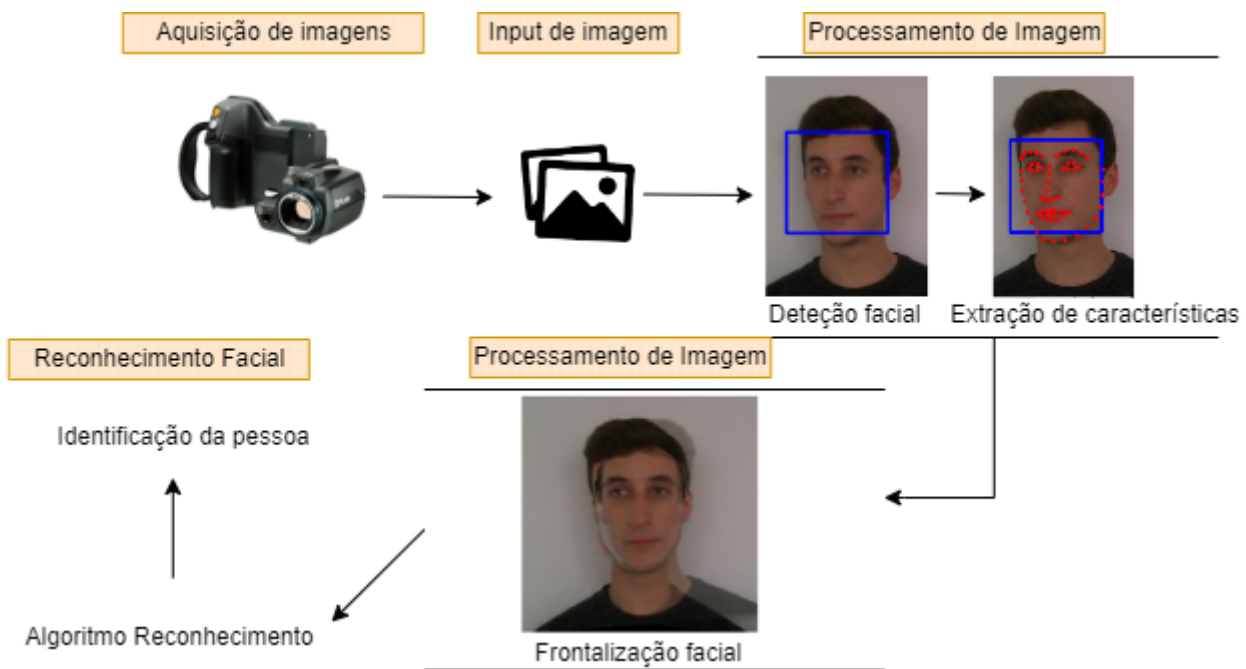 Aquisição de imagens
Input de imagem
Processamento de Imagem
Deteção facial
Extração de características
Reconhecimento Facial
Processamento de Imagem
Identificação da pessoa
Algoritmo Reconhecimento
Frontalização facial